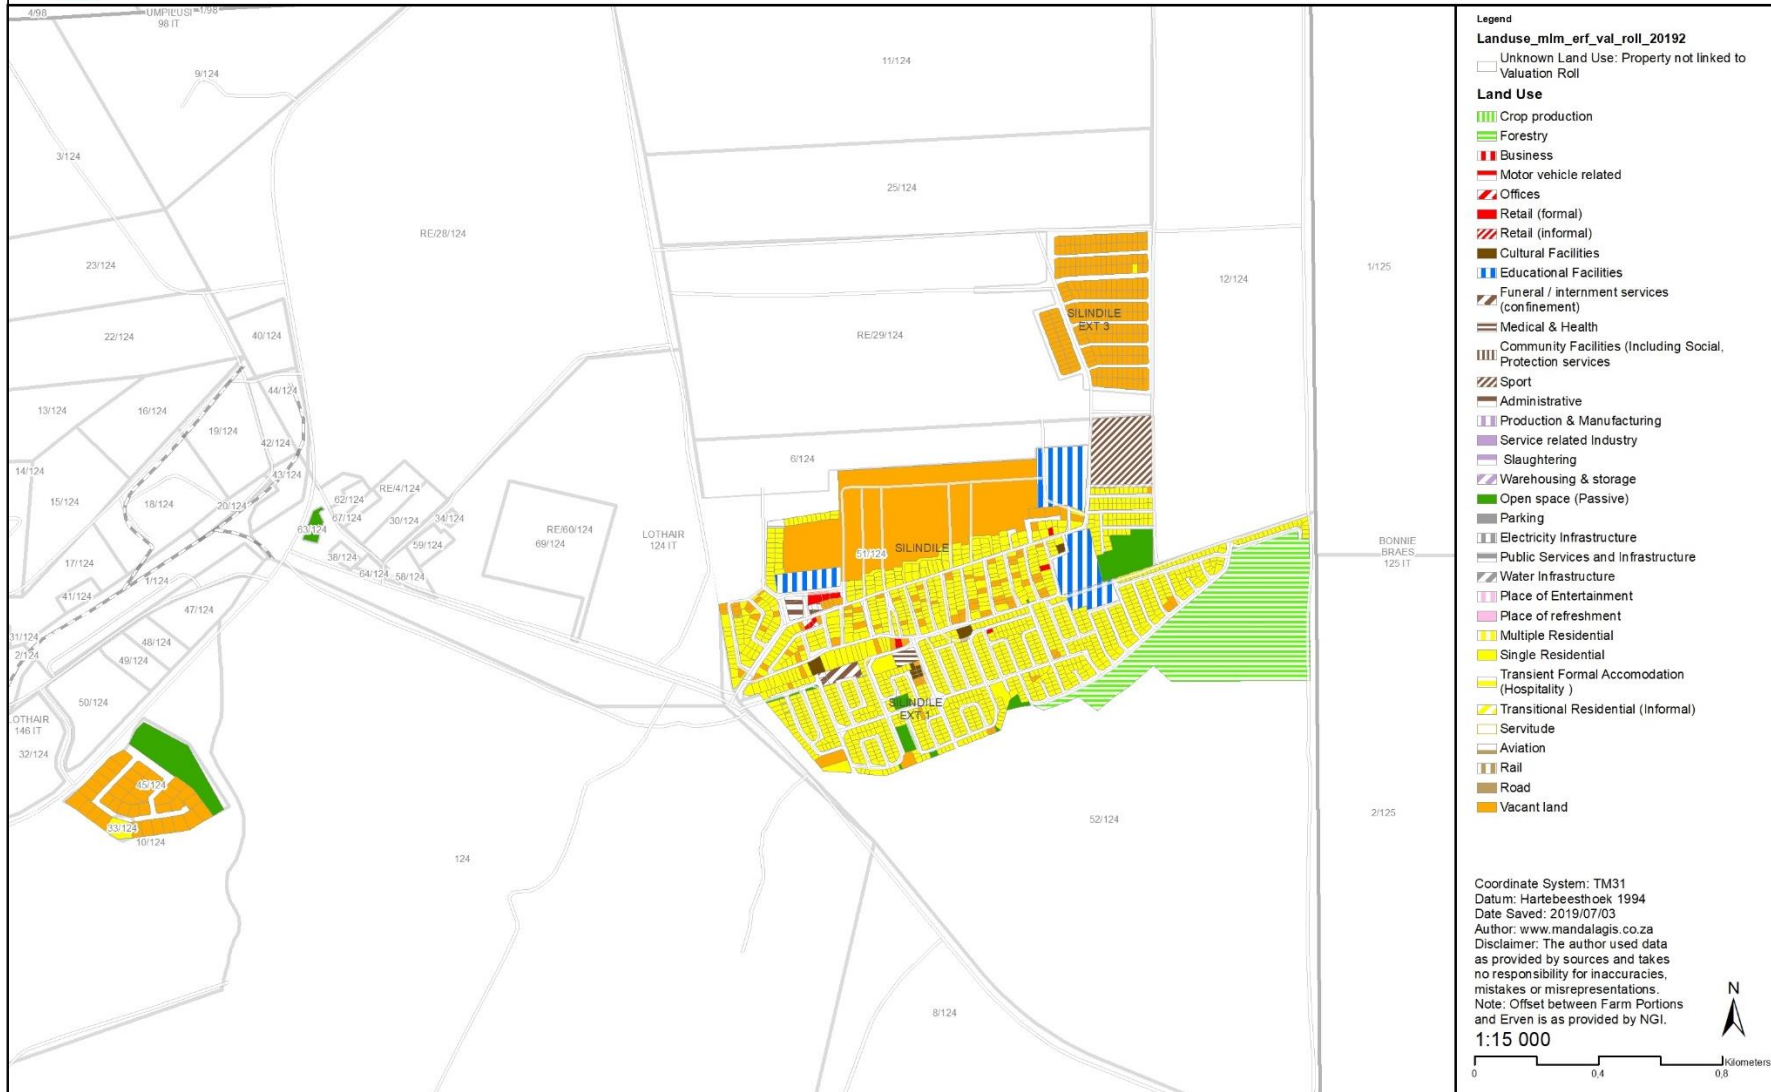 4/98
UMPILUSI
98 IT
1/98
9/124
11/124
3/124
25/124
RE/28/124
23/124
12/124
1/125
SILINDILE
EXT 3
22/124
40/124
RE/29/124
44/124
13/124
16/124
19/124
42/124
6/124
14/124
43/124
15/124
18/124
20/124
62/124
RE/4/124
67/124
30/124
34/124
63/124
RE/60/124
69/124
59/124
LOTHAIR
124 IT
51/124
SILINDILE
BONNIE
BRAES
125 IT
17/124
38/124
64/124
58/124
1/124
41/124
47/124
31/124
48/124
2/124
49/124
50/124
SILINDILE
EXT 1
LOTHAIR
146 IT
32/124
45/124
33/124
10/124
52/124
2/125
124
8/124
Legend
Landuse_mlm_erf_val_roll_20192
Unknown Land Use: Property not linked to
Valuation Roll
Land Use
Crop production
Forestry
Business
Motor vehicle related
Offices
Retail (formal)
Retail (informal)
Cultural Facilities
Educational Facilities
Funeral / internment services
(confinement)
Medical & Health
Community Facilities (Including Social,
Protection services
Sport
Administrative
Production & Manufacturing
Service related Industry
Slaughtering
Warehousing & storage
Open space (Passive)
Parking
Electricity Infrastructure
Public Services and Infrastructure
Water Infrastructure
Place of Entertainment
Place of refreshment
Multiple Residential
Single Residential
Transient Formal Accomodation
(Hospitality )
Transitional Residential (Informal)
Servitude
Aviation
Rail
Road
Vacant land
Coordinate System: TM31
Datum: Hartebeesthoek 1994
Date Saved: 2019/07/03
Author: www.mandalagis.co.za
Disclaimer: The author used data
as provided by sources and takes
no responsibility for inaccuracies,
mistakes or misrepresentations.
Note: Offset between Farm Portions
and Erven is as provided by NGI.
N
1:15 000
Kilometers
0 0,4 0,8